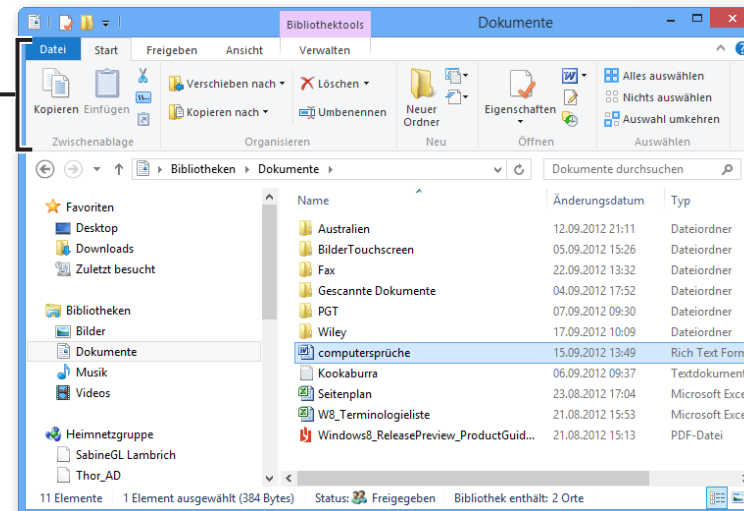 Bibliothektools
Dokumente
Datei Start Freigeben Ansicht Verwalten
Kopieren Einfügen
Verschieben nach
Kopieren nach
Löschen
Umbenennen
Neuer
Ordner
Eigenschaften
Alles auswählen
Nichts auswählen
Auswahl umkehren
Zwischenablage Organisieren Neu Öffnen Auswählen
Bibliotheken Dokumente
Dokumente durchsuchen
Favoriten
Desktop
Downloads
Zuletzt besucht
Bibliotheken
Bilder
Dokumente
Musik
Videos
Heimnetzgruppe
SabineGL Lambrich
Thor_AD
Name Änderungsdatum Typ
Australien 12.09.2012 21:11 Dateiordner
BilderTouchscreen 05.09.2012 15:26 Dateiordner
Fax 22.09.2012 13:32 Dateiordner
Gescannte Dokumente 04.09.2012 17:52 Dateiordner
PGT 07.09.2012 09:30 Dateiordner
Wiley 17.09.2012 10:09 Dateiordner
computersprüche 15.09.2012 13:49 Rich Text Form
Kookaburra 06.09.2012 09:37 Textdokument
Seitenplan 23.08.2012 17:04 Microsoft Exce
W8_Terminologieliste 21.08.2012 15:53 Microsoft Exce
Windows8_ReleasePreview_ProductGuid... 21.08.2012 15:13 PDF-Datei
11 Elemente 1 Element ausgewählt (384 Bytes) Status: Freigegeben Bibliothek enthält: 2 Orte